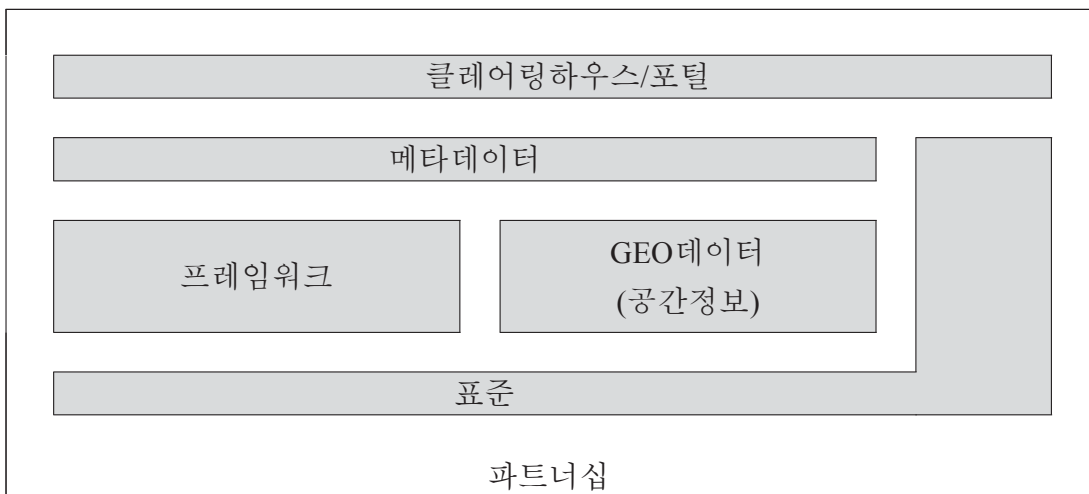 클레어링하우스/포털
메타데이터
프레임워크
GEO데이터
(공간정보)
표준
파트너십